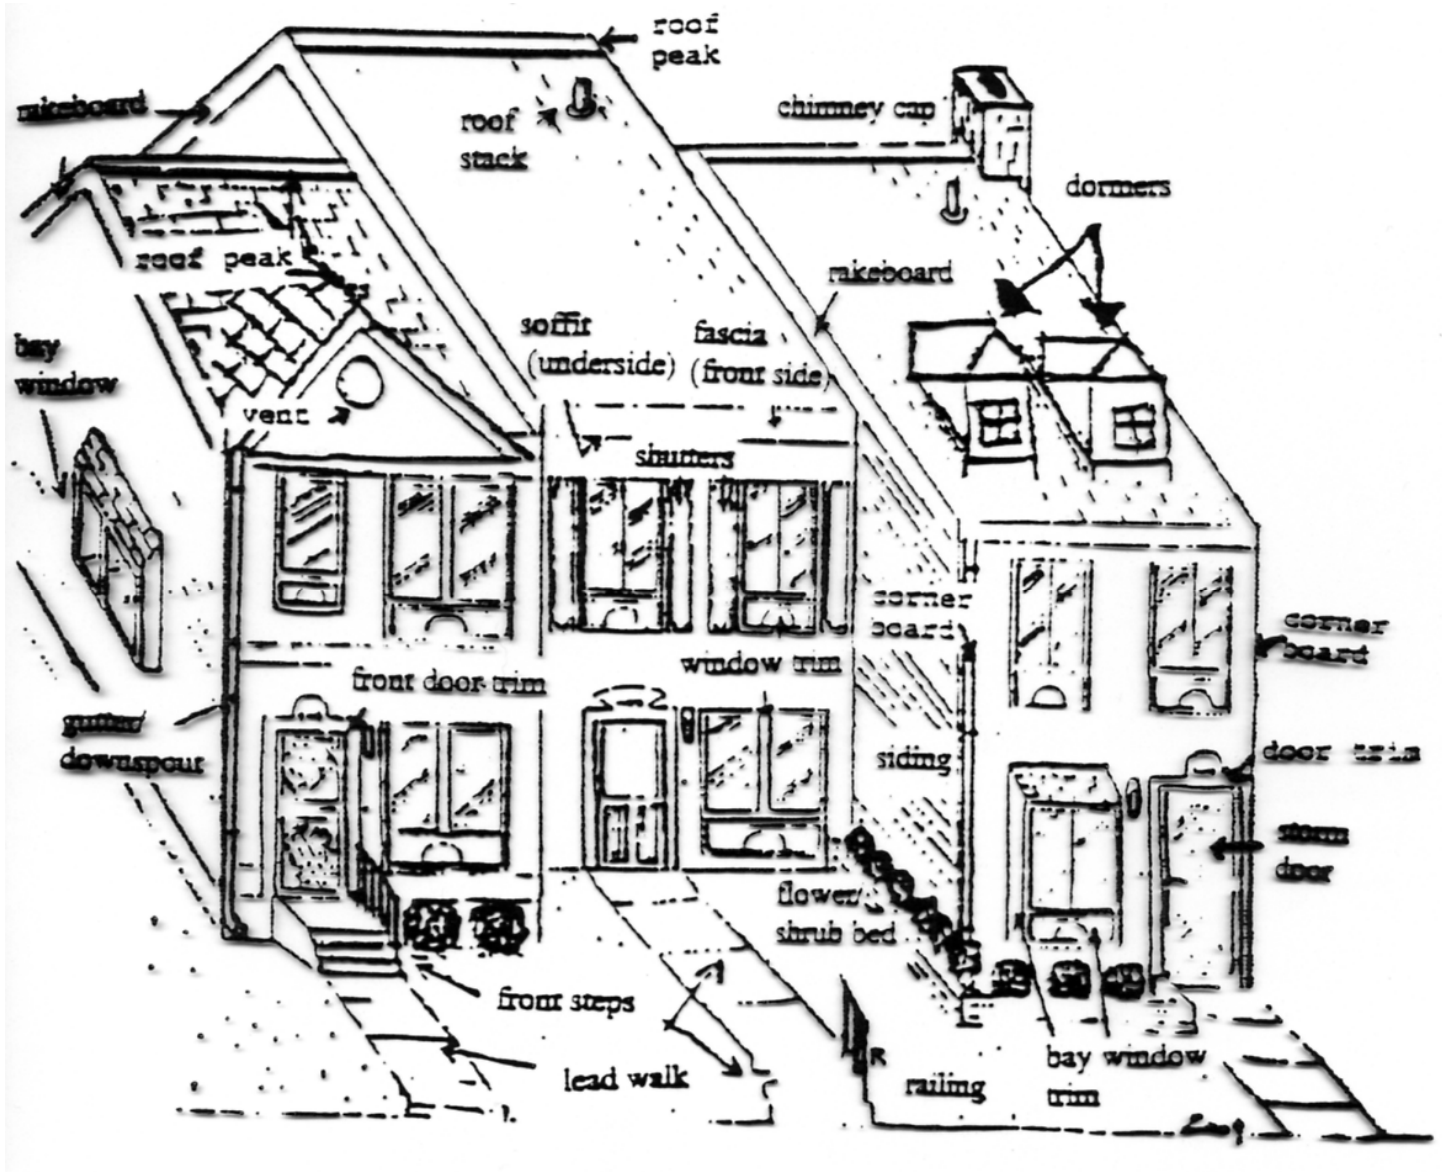 roof
peak
rakeboard
chimney cap
roof
stack
dormers
roof peak
rakeboard
soffit
(underside)
fascia
(front side)
bay
window
vent
shutters
corner
board
corner
board
window trim
front door trim
gutter/
downspout
siding
door trim
storm
door
flower/
shrub bed
front steps
lead walk
bay window
trim
railing